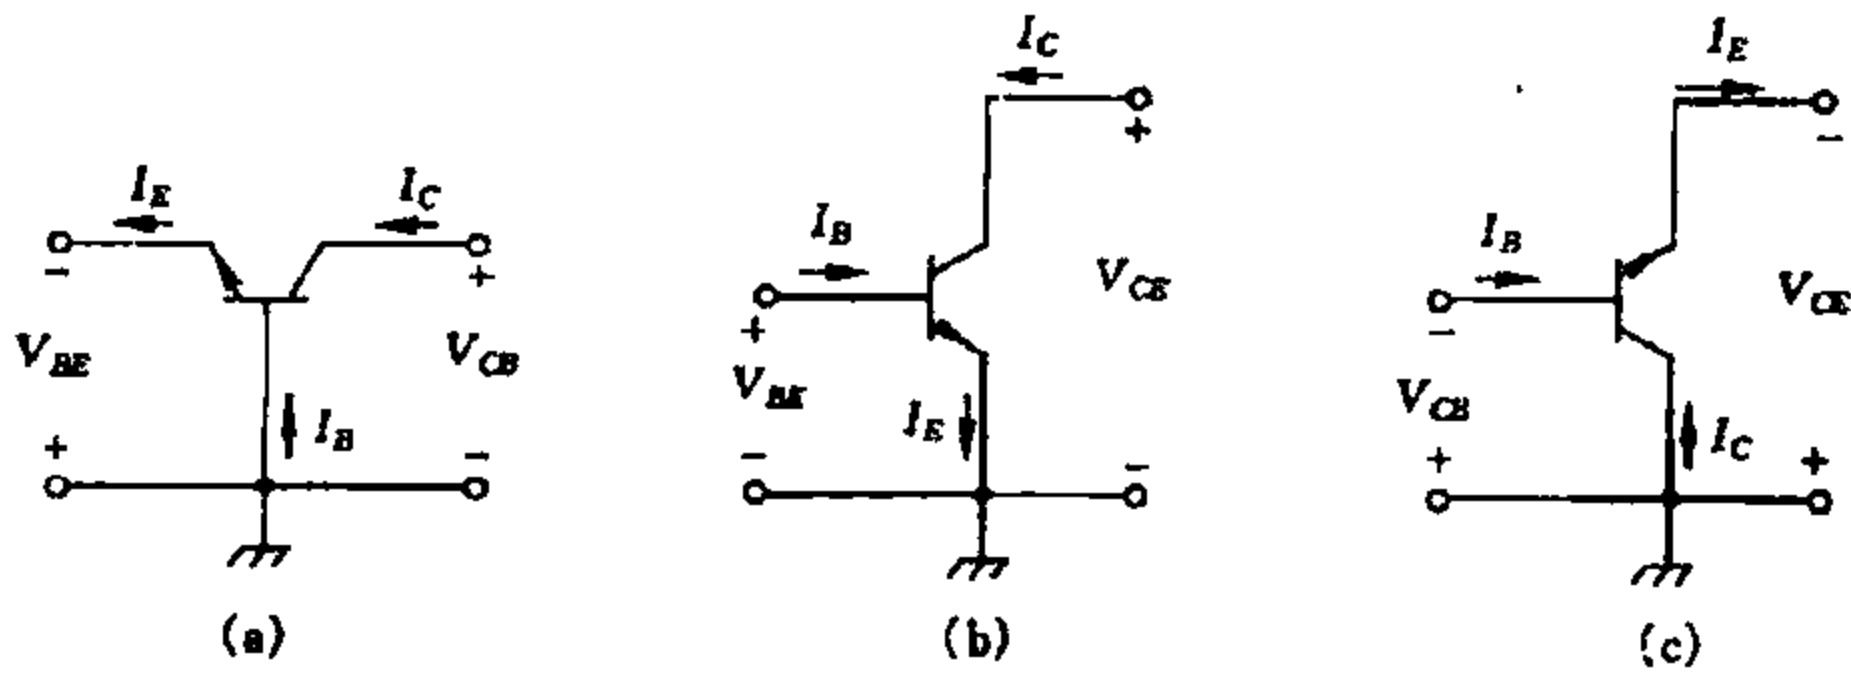 I_E I_C
- +
V_BE V_CB
I_B
+ -
(a)
I_C
+
I_B
+
V_CE
V_BE
I_E
- -
(b)
I_E
-
I_B
-
V_CE
V_CB
I_C
+ +
(c)